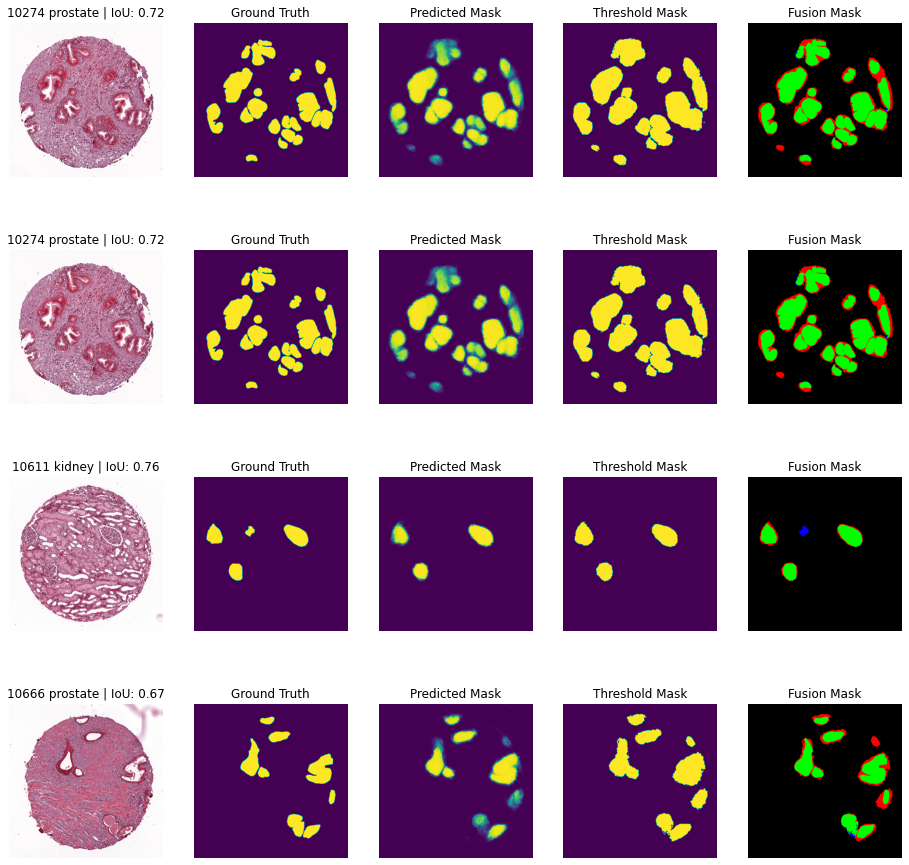 10274 prostate | IoU: 0.72 Ground Truth Predicted Mask Threshold Mask Fusion Mask
10274 prostate | IoU: 0.72 Ground Truth Predicted Mask Threshold Mask Fusion Mask
10611 kidney | IoU: 0.76 Ground Truth Predicted Mask Threshold Mask Fusion Mask
10666 prostate | IoU: 0.67 Ground Truth Predicted Mask Threshold Mask Fusion Mask